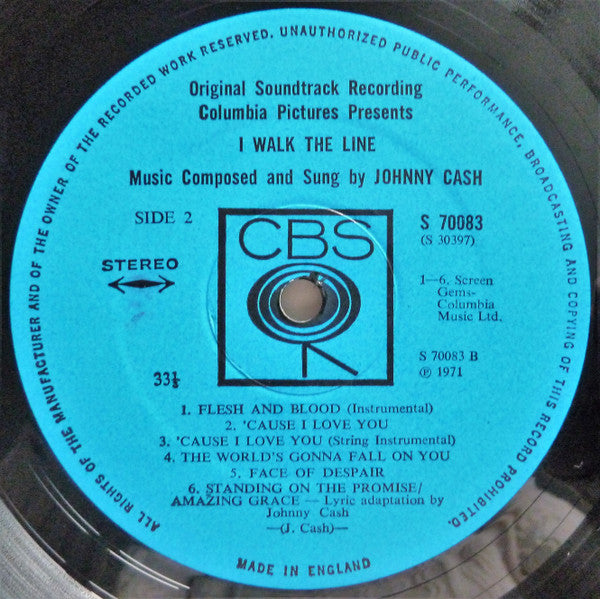 ALL RIGHTS OF THE MANUFACTURER AND OF THE OWNER OF THE RECORDED WORK RESERVED. UNAUTHORIZED PUBLIC PERFORMANCE, BROADCASTING AND COPYING OF THIS RECORD PROHIBITED.
Original Soundtrack Recording
Columbia Pictures Presents
I WALK THE LINE
Music Composed and Sung by JOHNNY CASH
SIDE 2
CBS
S 70083
(S 30397)
STEREO
1—6. Screen
Gems-
Columbia
Music Ltd.
33⅓
S 70083 B
℗ 1971
1. FLESH AND BLOOD (Instrumental)
2. 'CAUSE I LOVE YOU
3. 'CAUSE I LOVE YOU (String Instrumental)
4. THE WORLD'S GONNA FALL ON YOU
5. FACE OF DESPAIR
6. STANDING ON THE PROMISE/
AMAZING GRACE — Lyric adaptation by
Johnny Cash
—(J. Cash)—
MADE IN ENGLAND